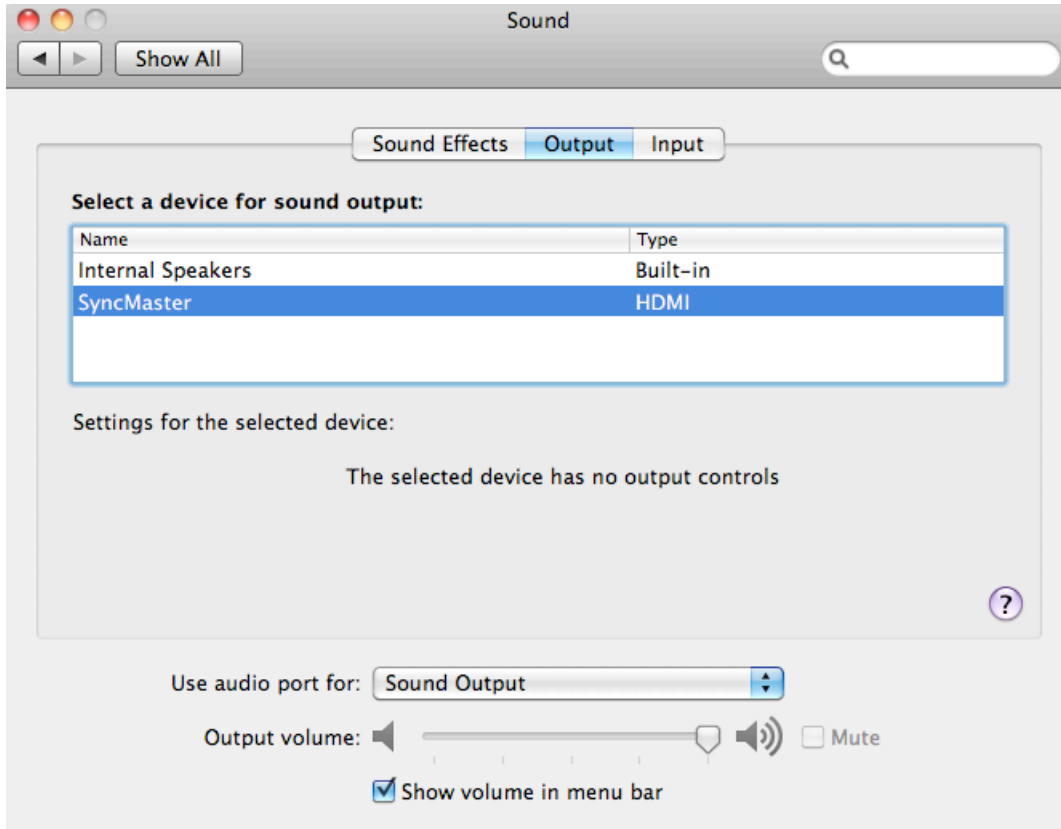 Sound
Show All
Sound Effects Output Input
Select a device for sound output:
Name Type
Internal Speakers Built-in
SyncMaster HDMI
Settings for the selected device:
The selected device has no output controls
?
Use audio port for: Sound Output
Output volume: Mute
Show volume in menu bar